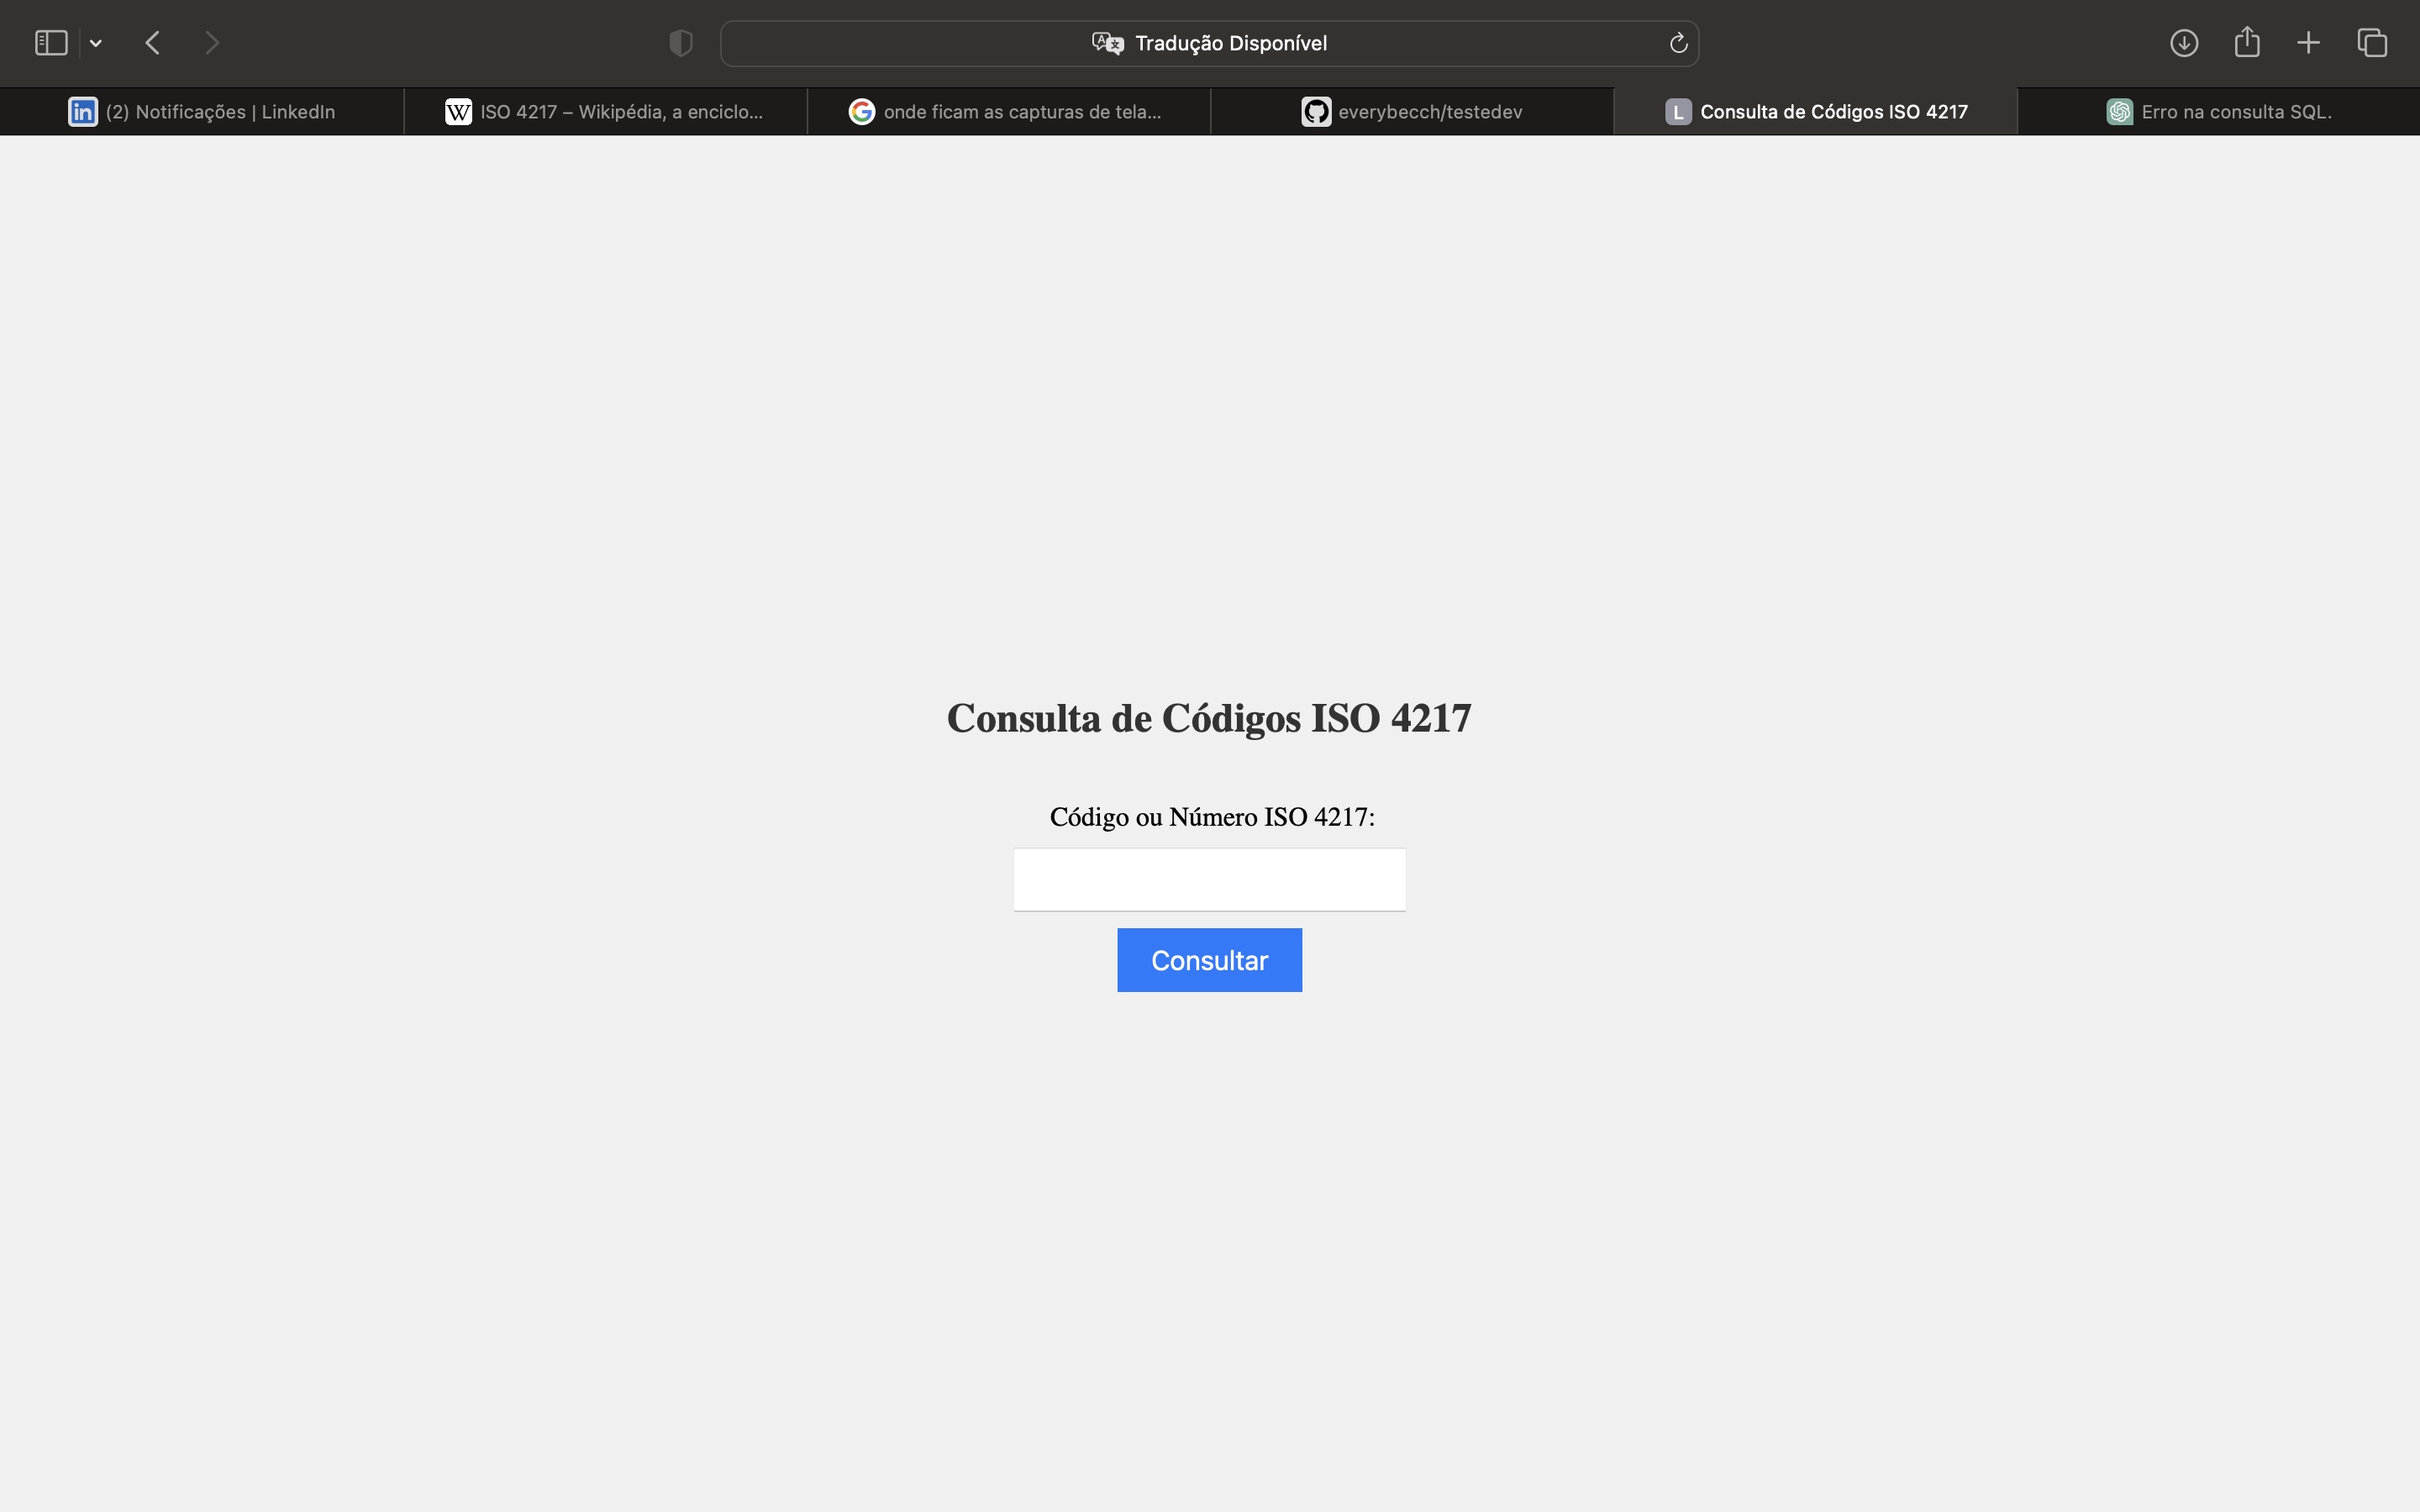 Tradução Disponível
(2) Notificações | LinkedIn
ISO 4217 – Wikipédia, a enciclo...
onde ficam as capturas de tela...
everybecch/testedev
L Consulta de Códigos ISO 4217
Erro na consulta SQL.
Consulta de Códigos ISO 4217
Código ou Número ISO 4217:
Consultar